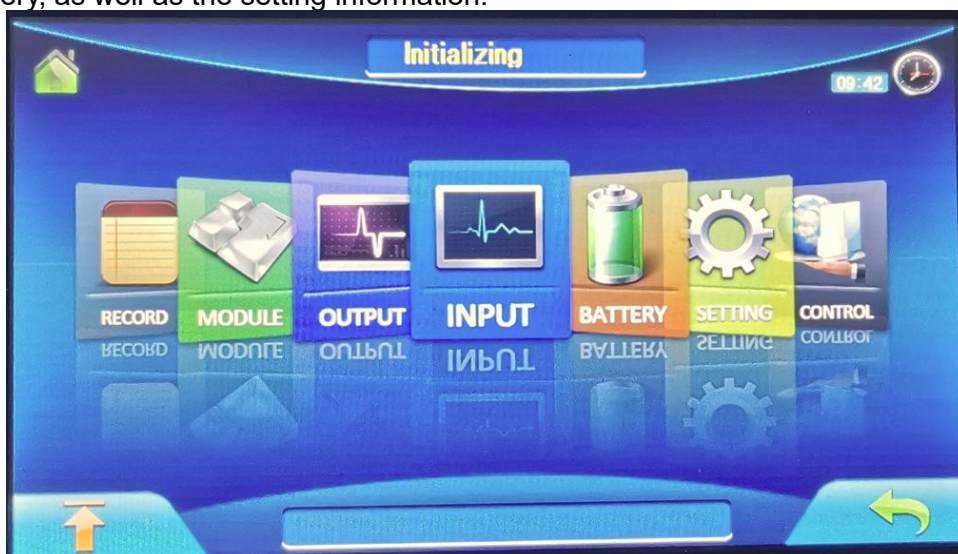 ery, as well as the setting information.
Initializing
09:42
RECORD MODULE OUTPUT INPUT BATTERY SETTING CONTROL